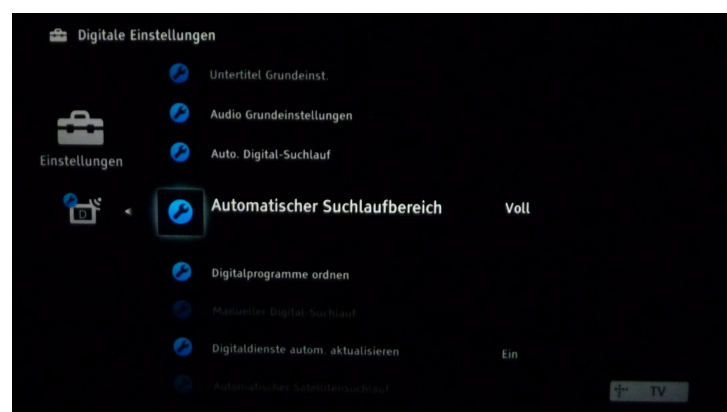 Digitale Einstellungen
Untertitel Grundeinst.
Audio Grundeinstellungen
Einstellungen
Auto. Digital-Suchlauf
Automatischer Suchlaufbereich Voll
D
Digitalprogramme ordnen
Manueller Digital-Suchlauf
Digitaldienste autom. aktualisieren Ein
Automatischer Satellitensuchlauf
TV